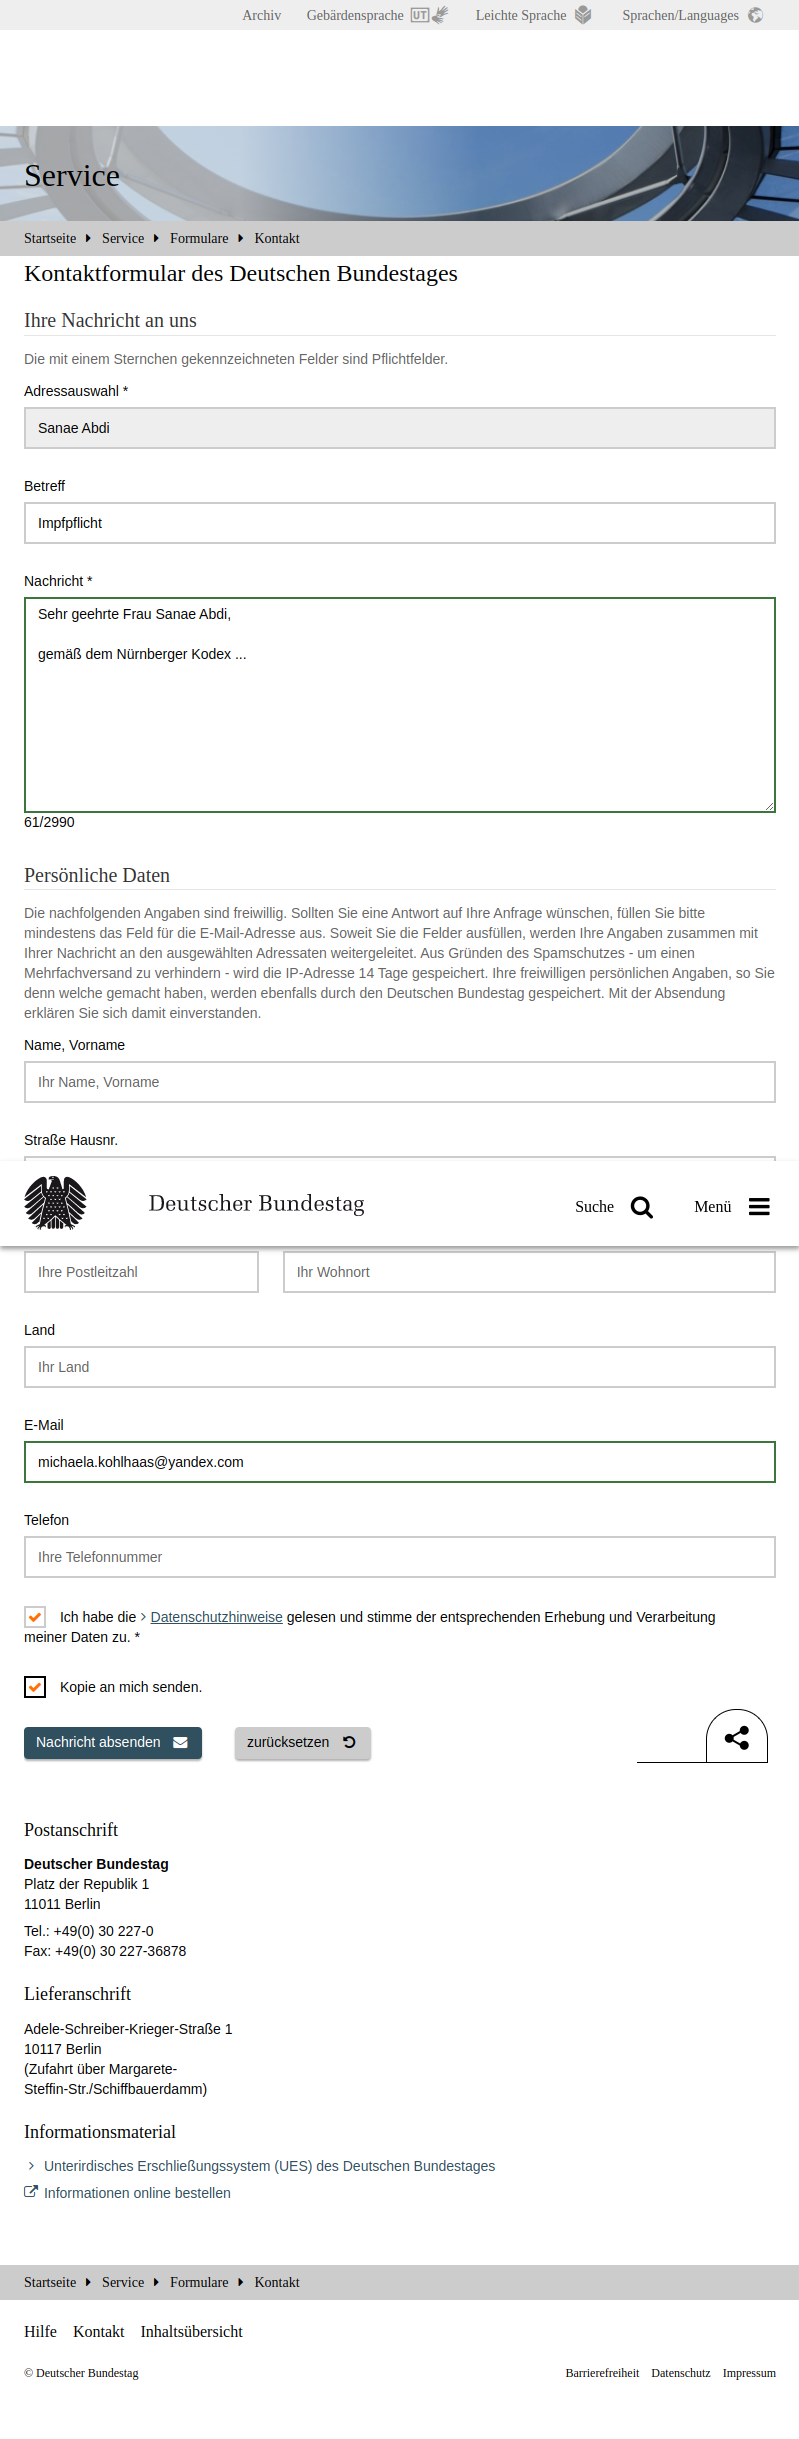 Archiv Gebärdensprache UT Leichte Sprache Sprachen/Languages
Service
Startseite Service Formulare Kontakt
Kontaktformular des Deutschen Bundestages
Ihre Nachricht an uns
Die mit einem Sternchen gekennzeichneten Felder sind Pflichtfelder.
Adressauswahl *
Sanae Abdi
Betreff
Impfpflicht
Nachricht *
Sehr geehrte Frau Sanae Abdi,
gemäß dem Nürnberger Kodex ...
61/2990
Persönliche Daten
Die nachfolgenden Angaben sind freiwillig. Sollten Sie eine Antwort auf Ihre Anfrage wünschen, füllen Sie bitte
mindestens das Feld für die E-Mail-Adresse aus. Soweit Sie die Felder ausfüllen, werden Ihre Angaben zusammen mit
Ihrer Nachricht an den ausgewählten Adressaten weitergeleitet. Aus Gründen des Spamschutzes - um einen
Mehrfachversand zu verhindern - wird die IP-Adresse 14 Tage gespeichert. Ihre freiwilligen persönlichen Angaben, so Sie
denn welche gemacht haben, werden ebenfalls durch den Deutschen Bundestag gespeichert. Mit der Absendung
erklären Sie sich damit einverstanden.
Name, Vorname
Ihr Name, Vorname
Straße Hausnr.
Deutscher Bundestag Suche Menü
Ihre Postleitzahl Ihr Wohnort
Land
Ihr Land
E-Mail
michaela.kohlhaas@yandex.com
Telefon
Ihre Telefonnummer
Ich habe die Datenschutzhinweise gelesen und stimme der entsprechenden Erhebung und Verarbeitung
meiner Daten zu. *
Kopie an mich senden.
Nachricht absenden zurücksetzen
Postanschrift
Deutscher Bundestag
Platz der Republik 1
11011 Berlin
Tel.: +49(0) 30 227-0
Fax: +49(0) 30 227-36878
Lieferanschrift
Adele-Schreiber-Krieger-Straße 1
10117 Berlin
(Zufahrt über Margarete-
Steffin-Str./Schiffbauerdamm)
Informationsmaterial
Unterirdisches Erschließungssystem (UES) des Deutschen Bundestages
Informationen online bestellen
Startseite Service Formulare Kontakt
Hilfe Kontakt Inhaltsübersicht
© Deutscher Bundestag Barrierefreiheit Datenschutz Impressum